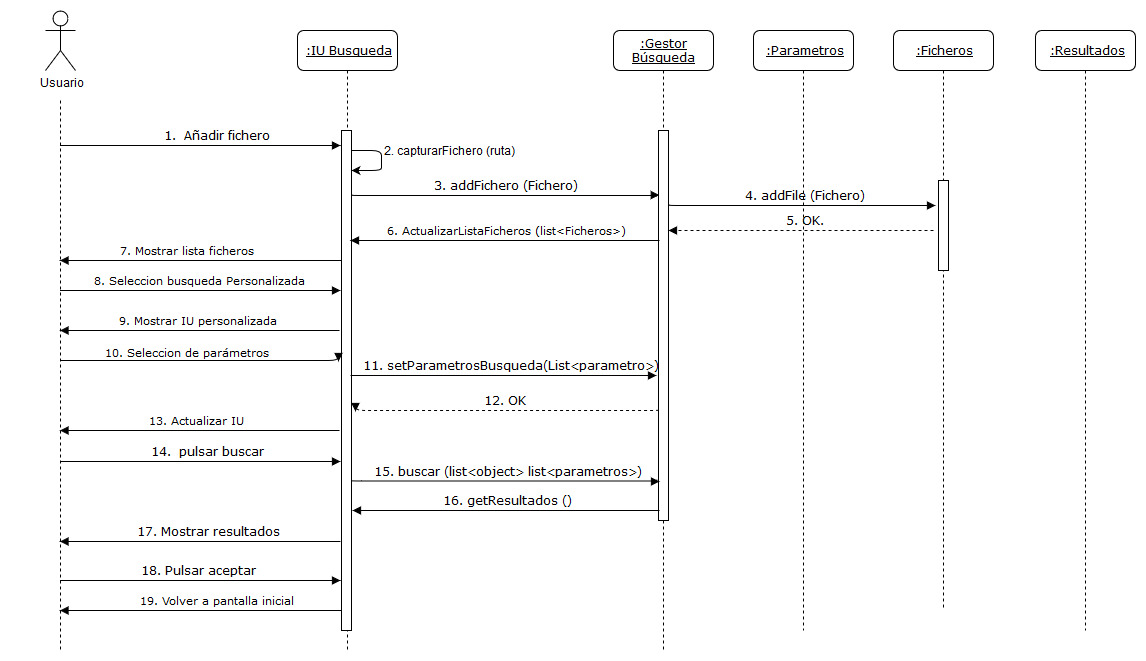 Usuario
:IU Busqueda
:Gestor
Búsqueda
:Parametros
:Ficheros
:Resultados
1.  Añadir fichero
2. capturarFichero (ruta)
3. addFichero (Fichero)
4. addFile (Fichero)
5. OK.
6. ActualizarListaFicheros (list<Ficheros>)
7. Mostrar lista ficheros
8. Seleccion busqueda Personalizada
9. Mostrar IU personalizada
10. Seleccion de parámetros
11. setParametrosBusqueda(List<parametro>)
12. OK
13. Actualizar IU
14.  pulsar buscar
15. buscar (list<object> list<parametros>)
16. getResultados ()
17. Mostrar resultados
18. Pulsar aceptar
19. Volver a pantalla inicial